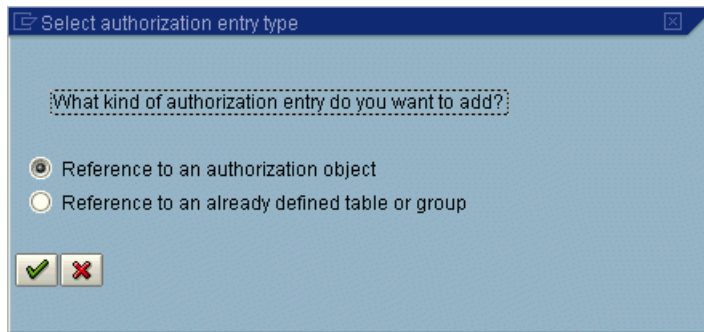 Select authorization entry type
What kind of authorization entry do you want to add?
Reference to an authorization object
Reference to an already defined table or group